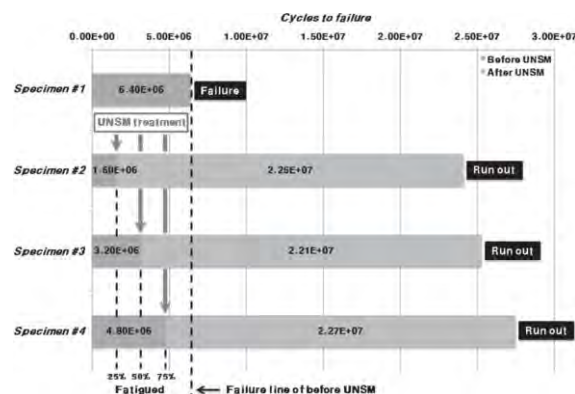 Cycles to failure
0.00E+00 5.00E+06 1.00E+07 1.50E+07 2.00E+07 2.50E+07 3.00E+07
Before UNSM
After UNSM
Specimen #1
6.40E+06
Failure
UNSM treatment
Specimen #2
1.60E+06
2.25E+07
Run out
Specimen #3
3.20E+06
2.21E+07
Run out
Specimen #4
4.80E+06
2.27E+07
Run out
25% 50% 75%
Fatigued
Failure line of before UNSM